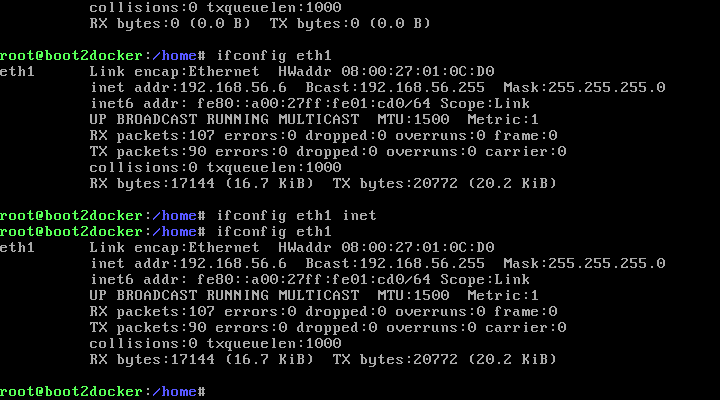 collisions:0 txqueuelen:1000
RX bytes:0 (0.0 B)  TX bytes:0 (0.0 B)
root@boot2docker:/home# ifconfig eth1
eth1      Link encap:Ethernet  HWaddr 08:00:27:01:0C:D0
inet addr:192.168.56.6  Bcast:192.168.56.255  Mask:255.255.255.0
inet6 addr: fe80::a00:27ff:fe01:cd0/64 Scope:Link
UP BROADCAST RUNNING MULTICAST  MTU:1500  Metric:1
RX packets:107 errors:0 dropped:0 overruns:0 frame:0
TX packets:90 errors:0 dropped:0 overruns:0 carrier:0
collisions:0 txqueuelen:1000
RX bytes:17144 (16.7 KiB)  TX bytes:20772 (20.2 KiB)
root@boot2docker:/home# ifconfig eth1 inet
root@boot2docker:/home# ifconfig eth1
eth1      Link encap:Ethernet  HWaddr 08:00:27:01:0C:D0
inet addr:192.168.56.6  Bcast:192.168.56.255  Mask:255.255.255.0
inet6 addr: fe80::a00:27ff:fe01:cd0/64 Scope:Link
UP BROADCAST RUNNING MULTICAST  MTU:1500  Metric:1
RX packets:107 errors:0 dropped:0 overruns:0 frame:0
TX packets:90 errors:0 dropped:0 overruns:0 carrier:0
collisions:0 txqueuelen:1000
RX bytes:17144 (16.7 KiB)  TX bytes:20772 (20.2 KiB)
root@boot2docker:/home#